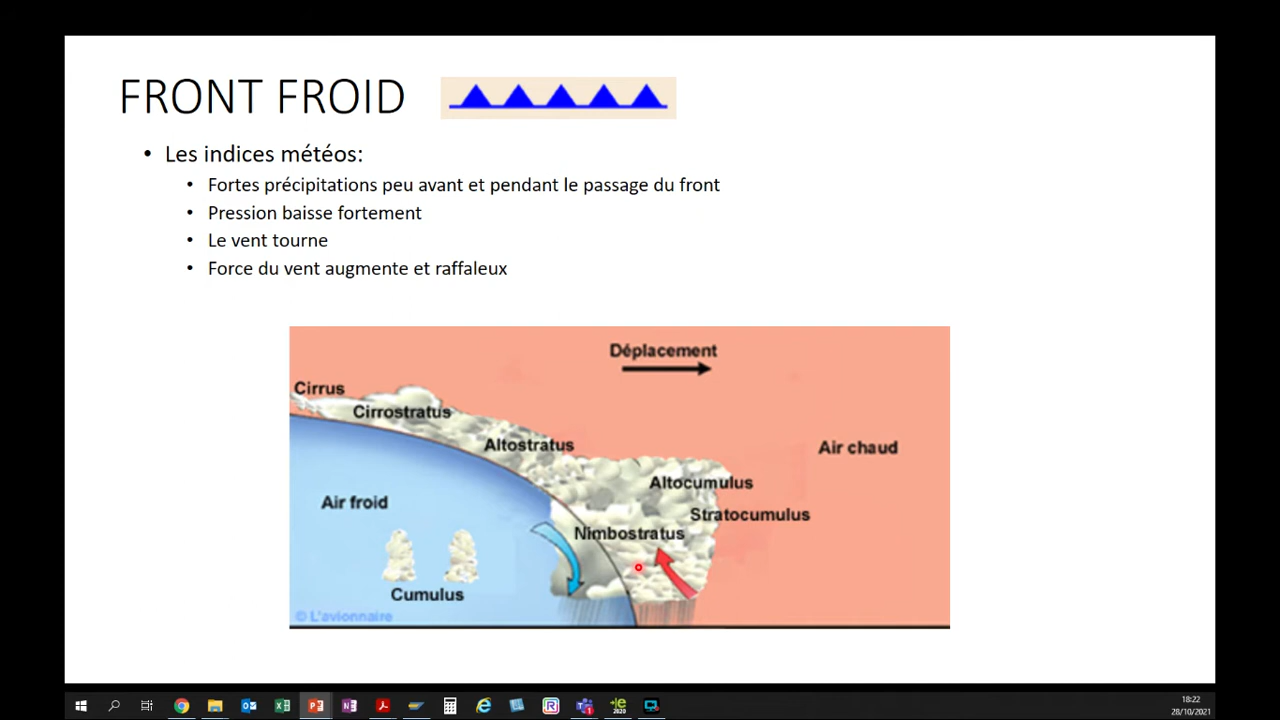 FRONT FROID
• Les indices météos:
• Fortes précipitations peu avant et pendant le passage du front
• Pression baisse fortement
• Le vent tourne
• Force du vent augmente et raffaleux
Déplacement
Cirrus
Cirrostratus
Altostratus
Air chaud
Altocumulus
Air froid
Stratocumulus
Nimbostratus
Cumulus
© L'avionnaire
18:22
28/10/2021